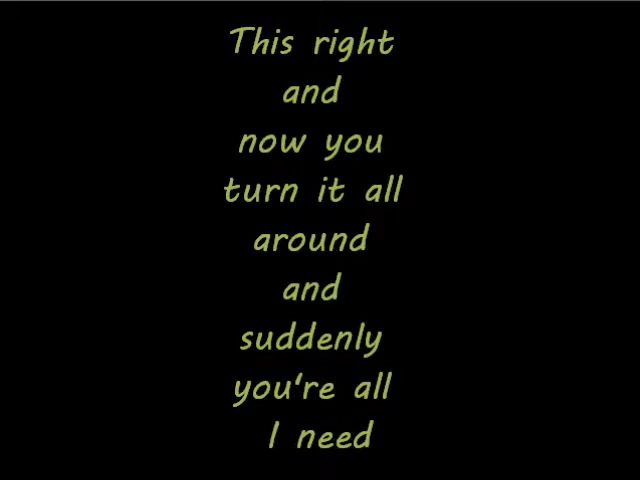 This right
and
now you
turn it all
around
and
suddenly
you're all
I need